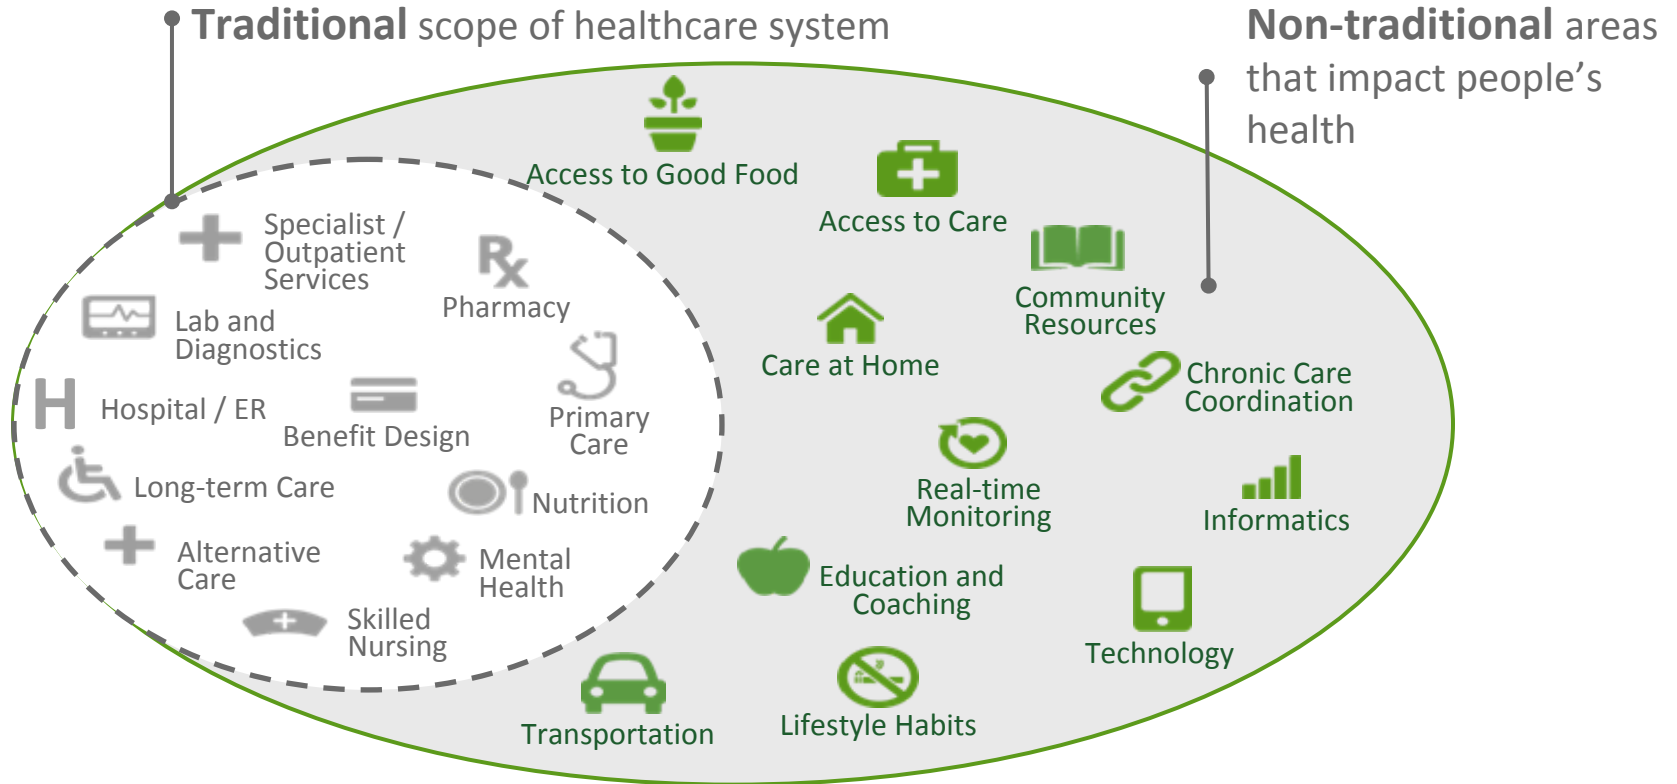 Traditional scope of healthcare system
Non-traditional areas
that impact people's
health
Access to Good Food
Access to Care
Community
Resources
Care at Home
Chronic Care
Coordination
Real-time
Monitoring
Informatics
Education and
Coaching
Technology
Lifestyle Habits
Transportation
Specialist /
Outpatient
Services
Rx
Pharmacy
Lab and
Diagnostics
Primary
Care
H
Hospital / ER
Benefit Design
Long-term Care
Nutrition
Alternative
Care
Mental
Health
Skilled
Nursing